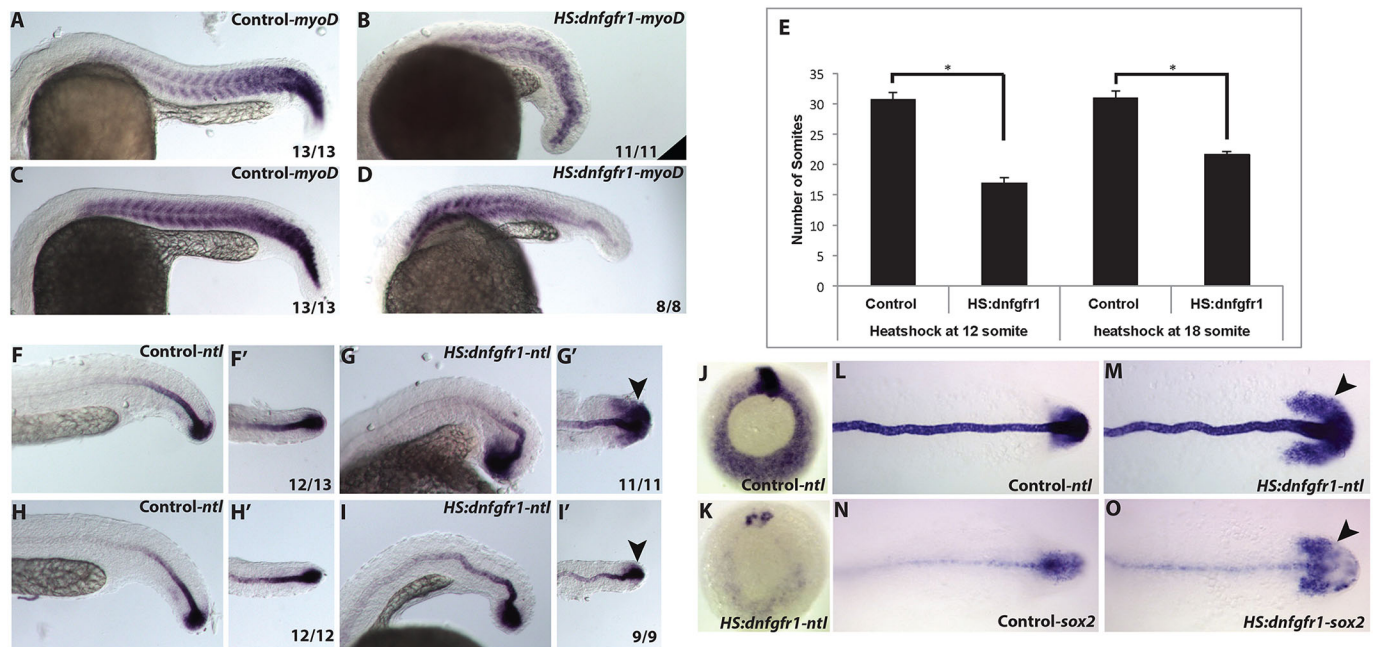 A
Control-myoD
13/13
B
HS:dnfgfr1-myoD
11/11
C
Control-myoD
13/13
D
HS:dnfgfr1-myoD
8/8
E
Number of Somites
35
30
25
20
15
10
5
0
*
*
Control
HS:dnfgfr1
Control
HS:dnfgfr1
Heatshock at 12 somite
heatshock at 18 somite
F
Control-ntl
F’
12/13
G
HS:dnfgfr1-ntl
G’
11/11
H
Control-ntl
H’
12/12
I
HS:dnfgfr1-ntl
I’
9/9
J
Control-ntl
K
HS:dnfgfr1-ntl
L
Control-ntl
M
HS:dnfgfr1-ntl
N
Control-sox2
O
HS:dnfgfr1-sox2